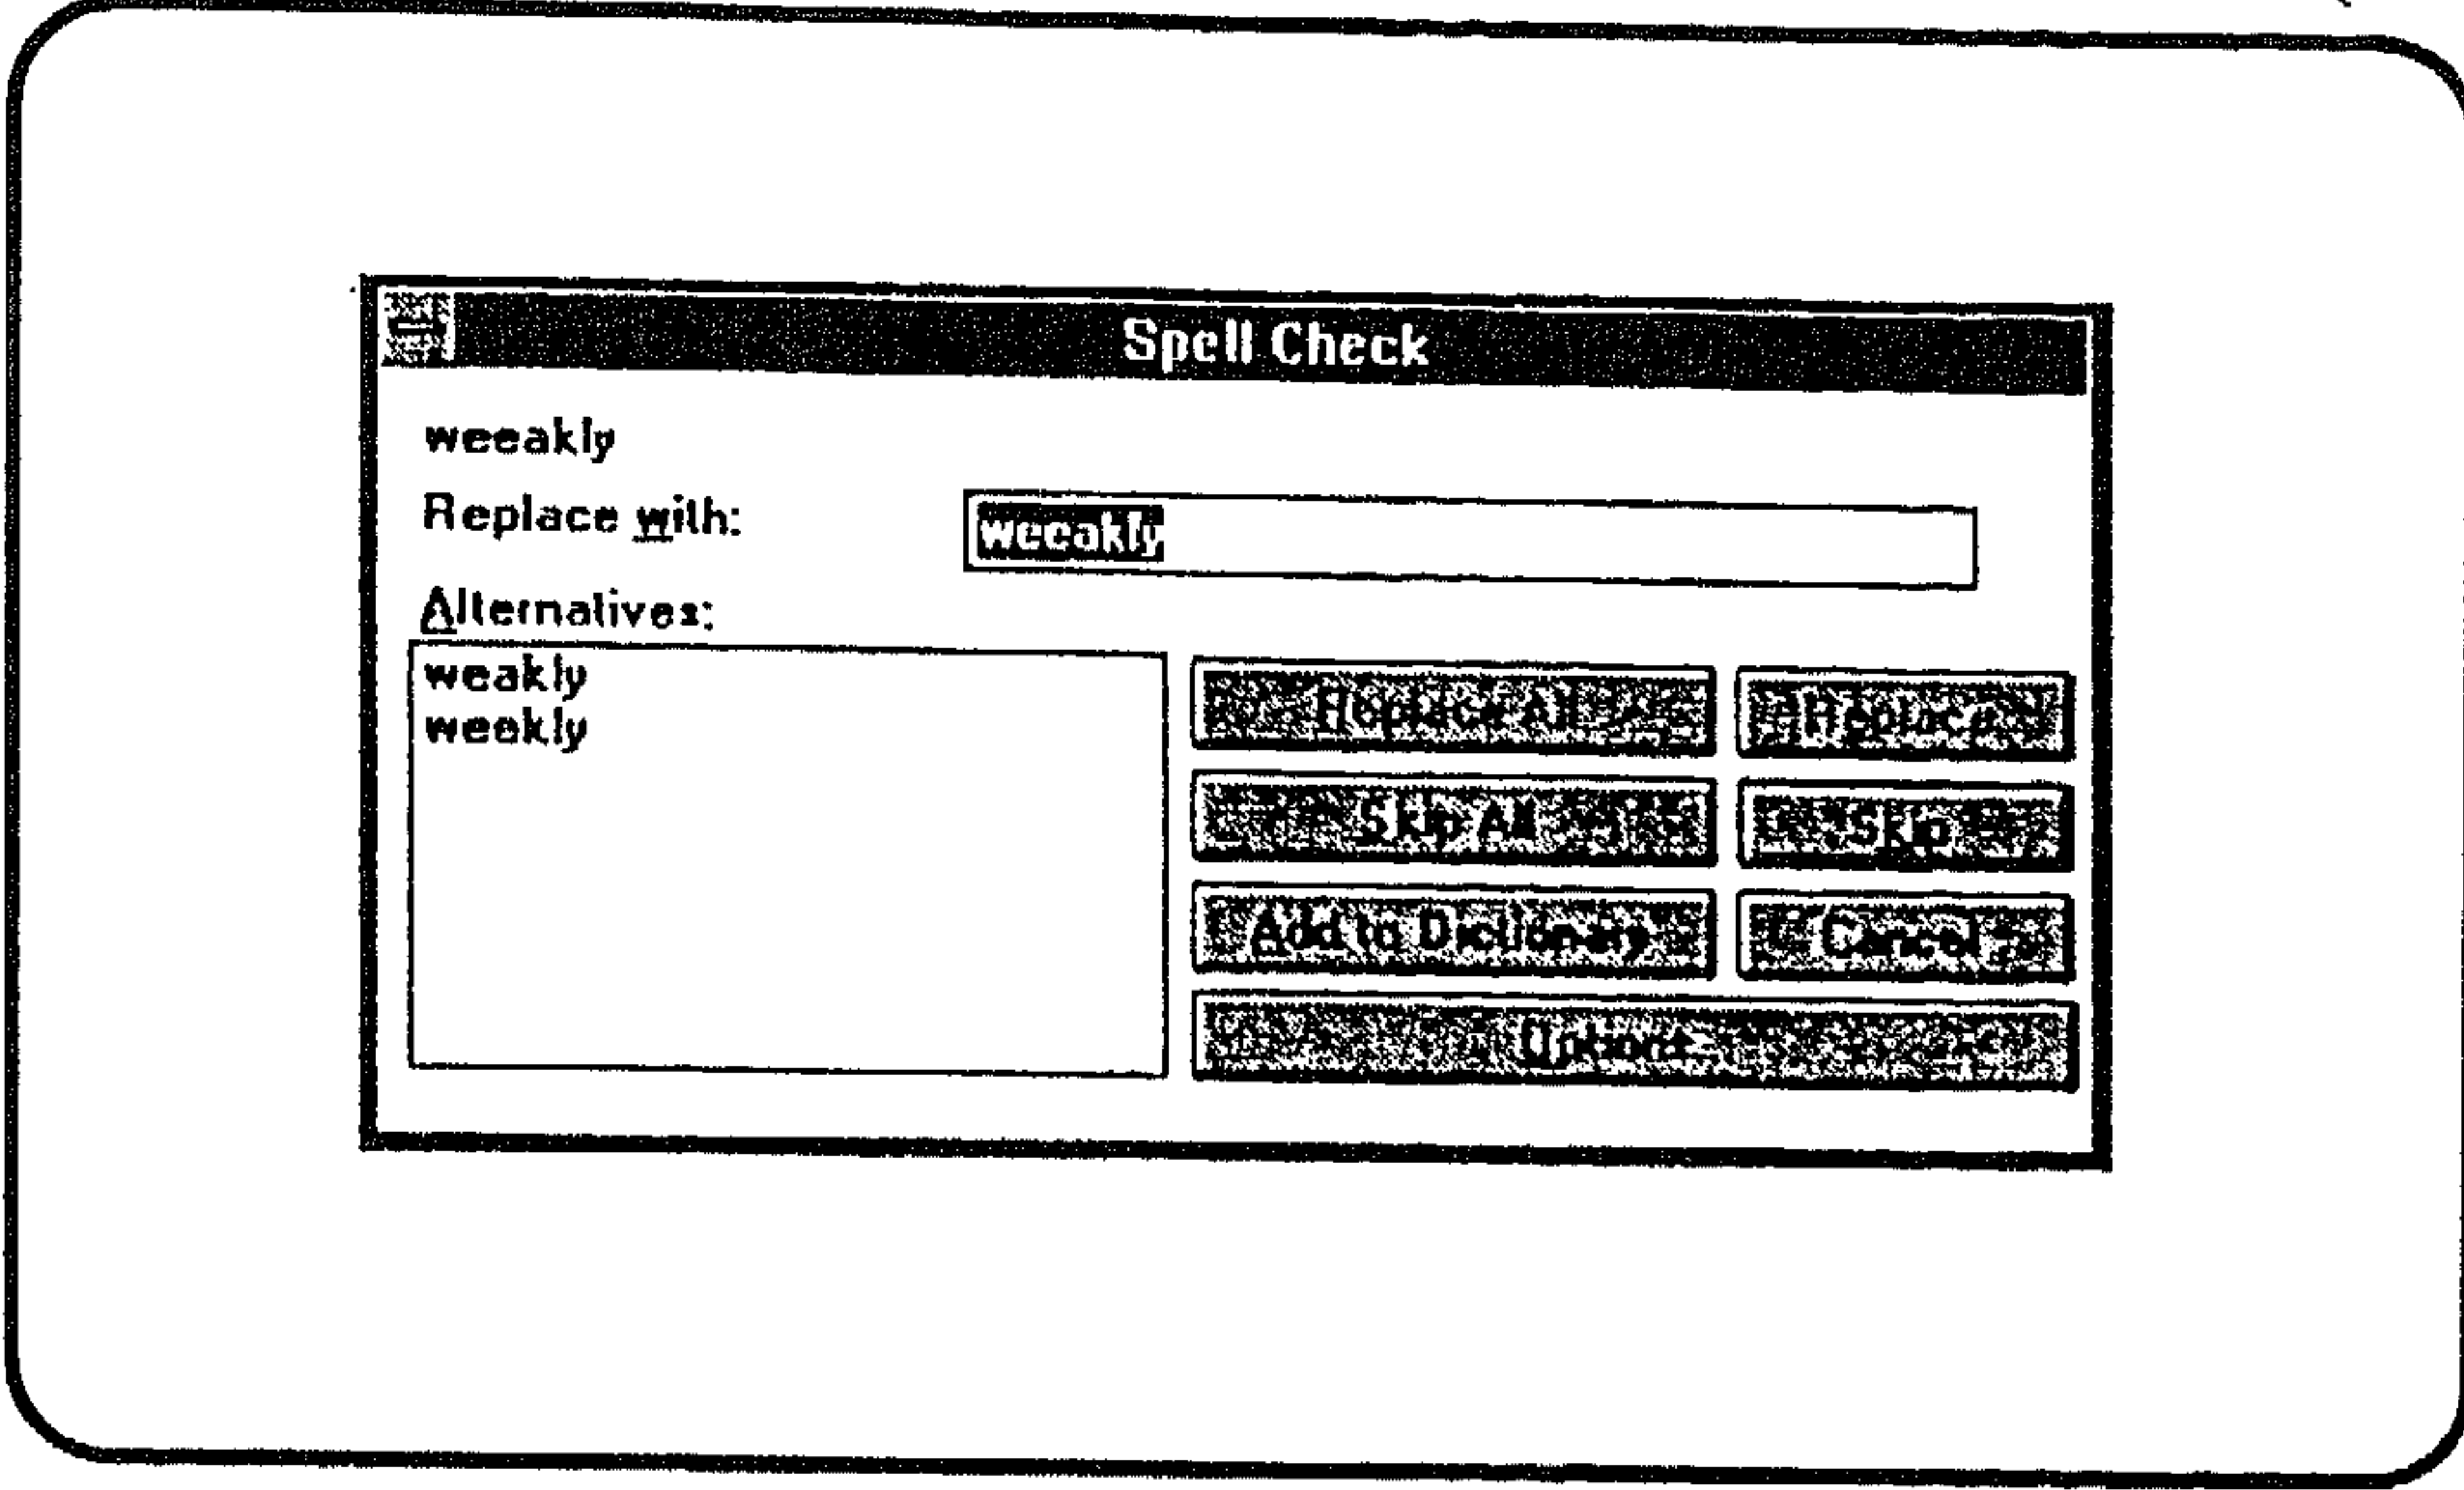 Spell Check
weeakly
Replace with:
weeakly
Alternatives:
weakly
weekly
Replace All
Replace
Skip All
Skip
Add to Dictionary
Cancel
Options